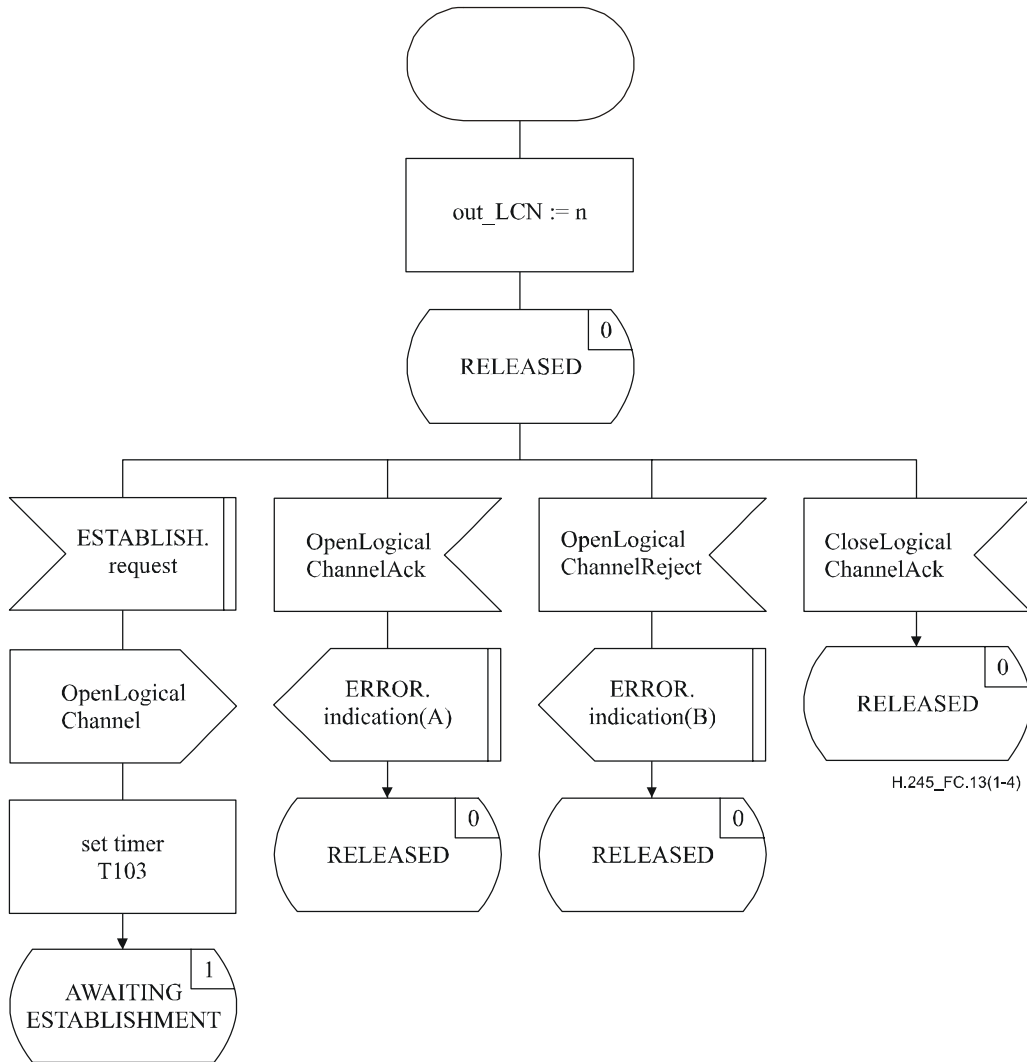 out_LCN := n
0
RELEASED
ESTABLISH.
request
OpenLogical
ChannelAck
OpenLogical
ChannelReject
CloseLogical
ChannelAck
OpenLogical
Channel
ERROR.
indication(A)
ERROR.
indication(B)
0
RELEASED
H.245_FC.13(1-4)
set timer
T103
0
RELEASED
0
RELEASED
1
AWAITING
ESTABLISHMENT